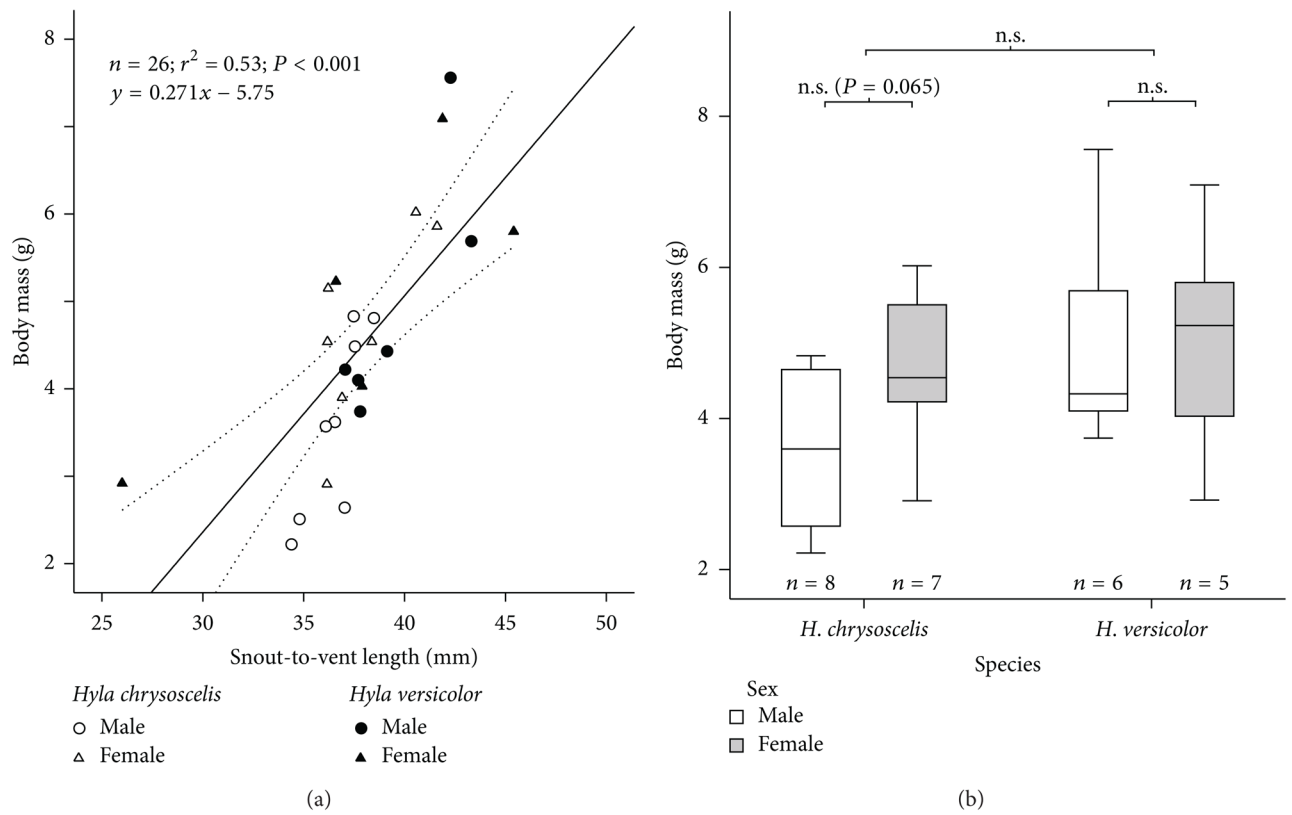 n = 26; r² = 0.53; P < 0.001
y = 0.271x − 5.75
8
6
4
2
Body mass (g)
25 30 35 40 45 50
Snout-to-vent length (mm)
Hyla chrysoscelis
Male
Female
Hyla versicolor
Male
Female
(a)
n.s.
n.s. (P = 0.065)
n.s.
8
6
4
2
Body mass (g)
n = 8 n = 7 n = 6 n = 5
H. chrysoscelis H. versicolor
Species
Sex
Male
Female
(b)